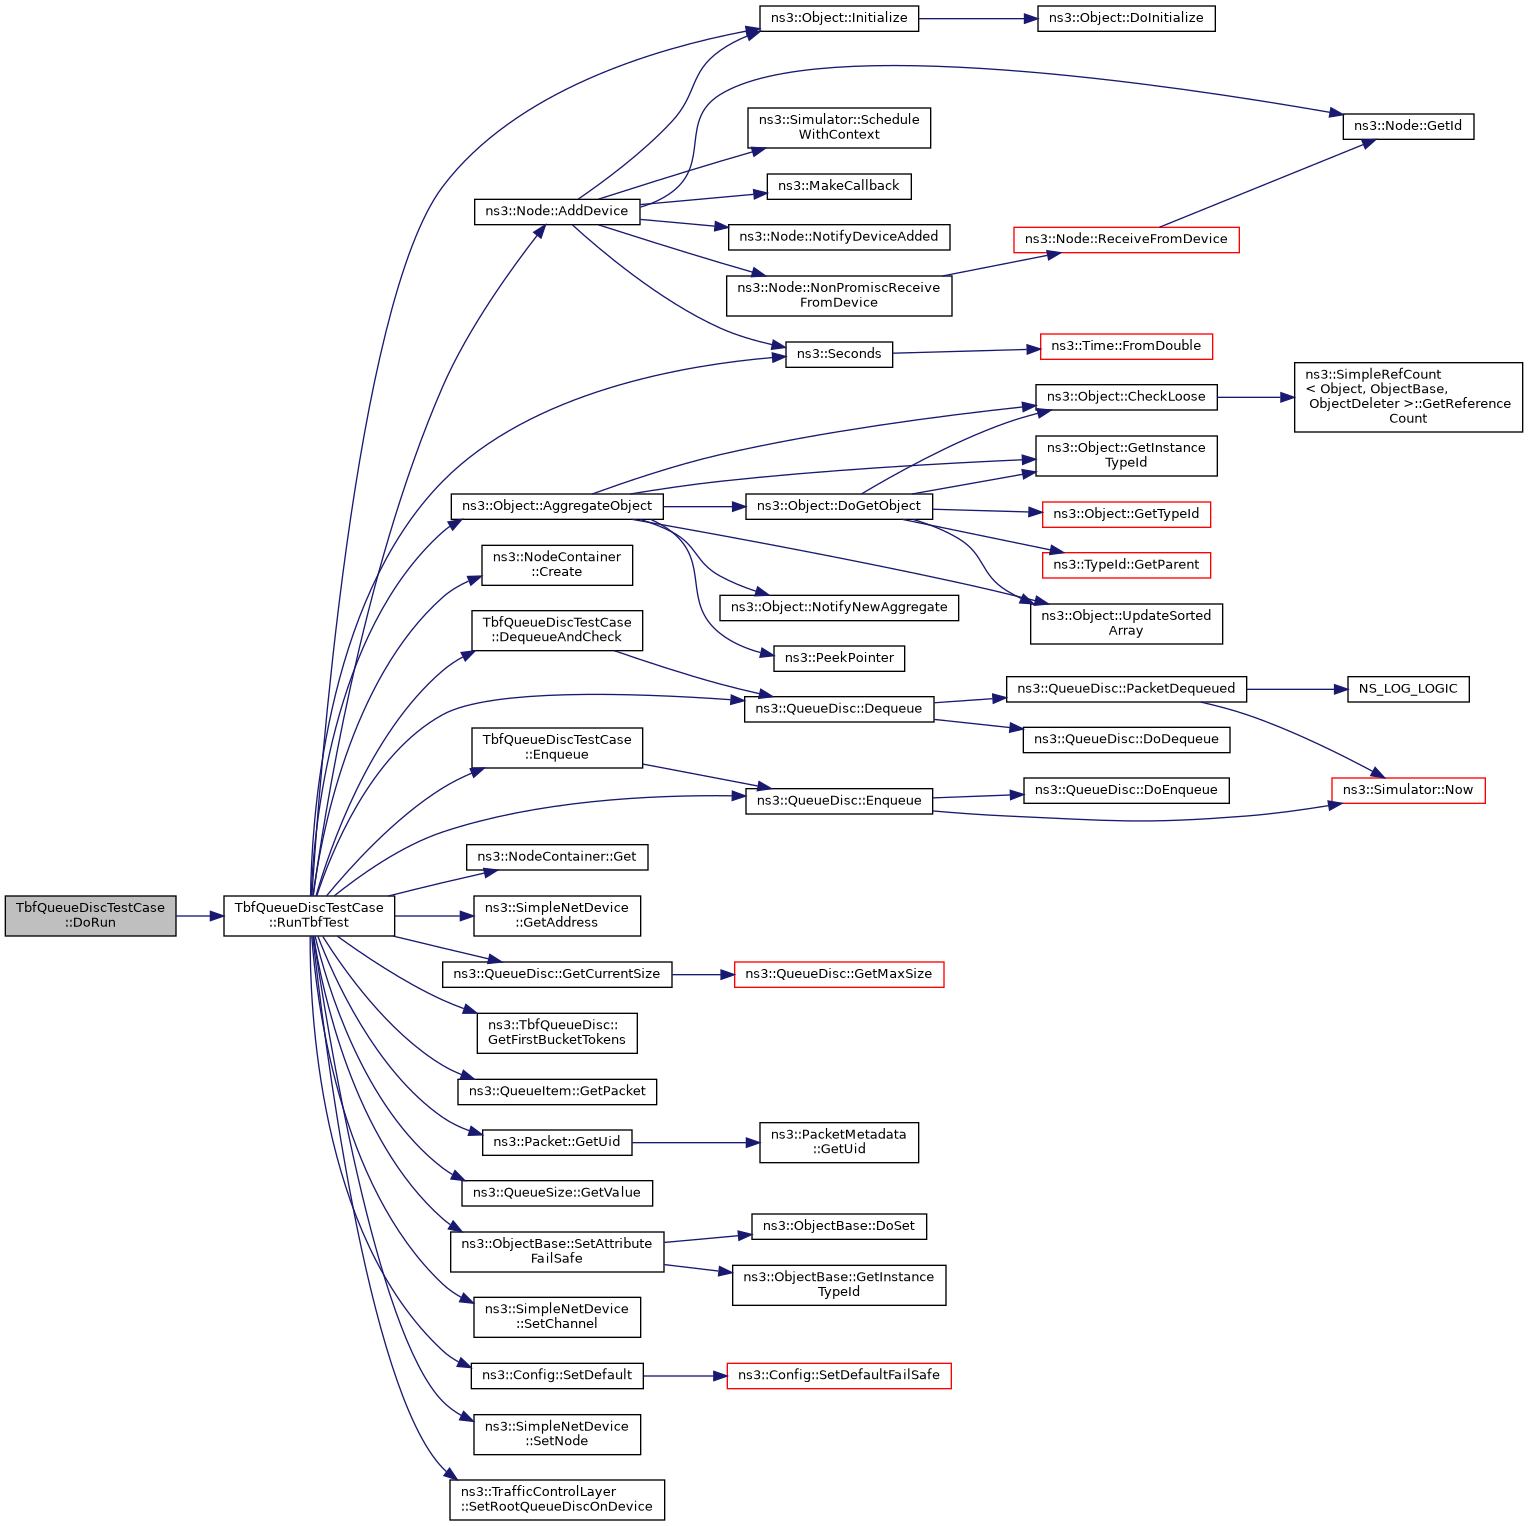 ns3::Object::Initialize
ns3::Object::DoInitialize
ns3::Simulator::Schedule
WithContext
ns3::Node::GetId
ns3::MakeCallback
ns3::Node::AddDevice
ns3::Node::NotifyDeviceAdded
ns3::Node::ReceiveFromDevice
ns3::Node::NonPromiscReceive
FromDevice
ns3::Seconds
ns3::Time::FromDouble
ns3::SimpleRefCount
< Object, ObjectBase,
ObjectDeleter >::GetReference
Count
ns3::Object::CheckLoose
ns3::Object::GetInstance
TypeId
ns3::Object::AggregateObject
ns3::Object::DoGetObject
ns3::Object::GetTypeId
ns3::NodeContainer
::Create
ns3::TypeId::GetParent
ns3::Object::NotifyNewAggregate
ns3::Object::UpdateSorted
Array
TbfQueueDiscTestCase
::DequeueAndCheck
ns3::PeekPointer
ns3::QueueDisc::PacketDequeued
NS_LOG_LOGIC
ns3::QueueDisc::Dequeue
ns3::QueueDisc::DoDequeue
TbfQueueDiscTestCase
::Enqueue
ns3::QueueDisc::Enqueue
ns3::QueueDisc::DoEnqueue
ns3::Simulator::Now
ns3::NodeContainer::Get
TbfQueueDiscTestCase
::DoRun
TbfQueueDiscTestCase
::RunTbfTest
ns3::SimpleNetDevice
::GetAddress
ns3::QueueDisc::GetCurrentSize
ns3::QueueDisc::GetMaxSize
ns3::TbfQueueDisc::
GetFirstBucketTokens
ns3::QueueItem::GetPacket
ns3::Packet::GetUid
ns3::PacketMetadata
::GetUid
ns3::QueueSize::GetValue
ns3::ObjectBase::SetAttribute
FailSafe
ns3::ObjectBase::DoSet
ns3::ObjectBase::GetInstance
TypeId
ns3::SimpleNetDevice
::SetChannel
ns3::Config::SetDefault
ns3::Config::SetDefaultFailSafe
ns3::SimpleNetDevice
::SetNode
ns3::TrafficControlLayer
::SetRootQueueDiscOnDevice